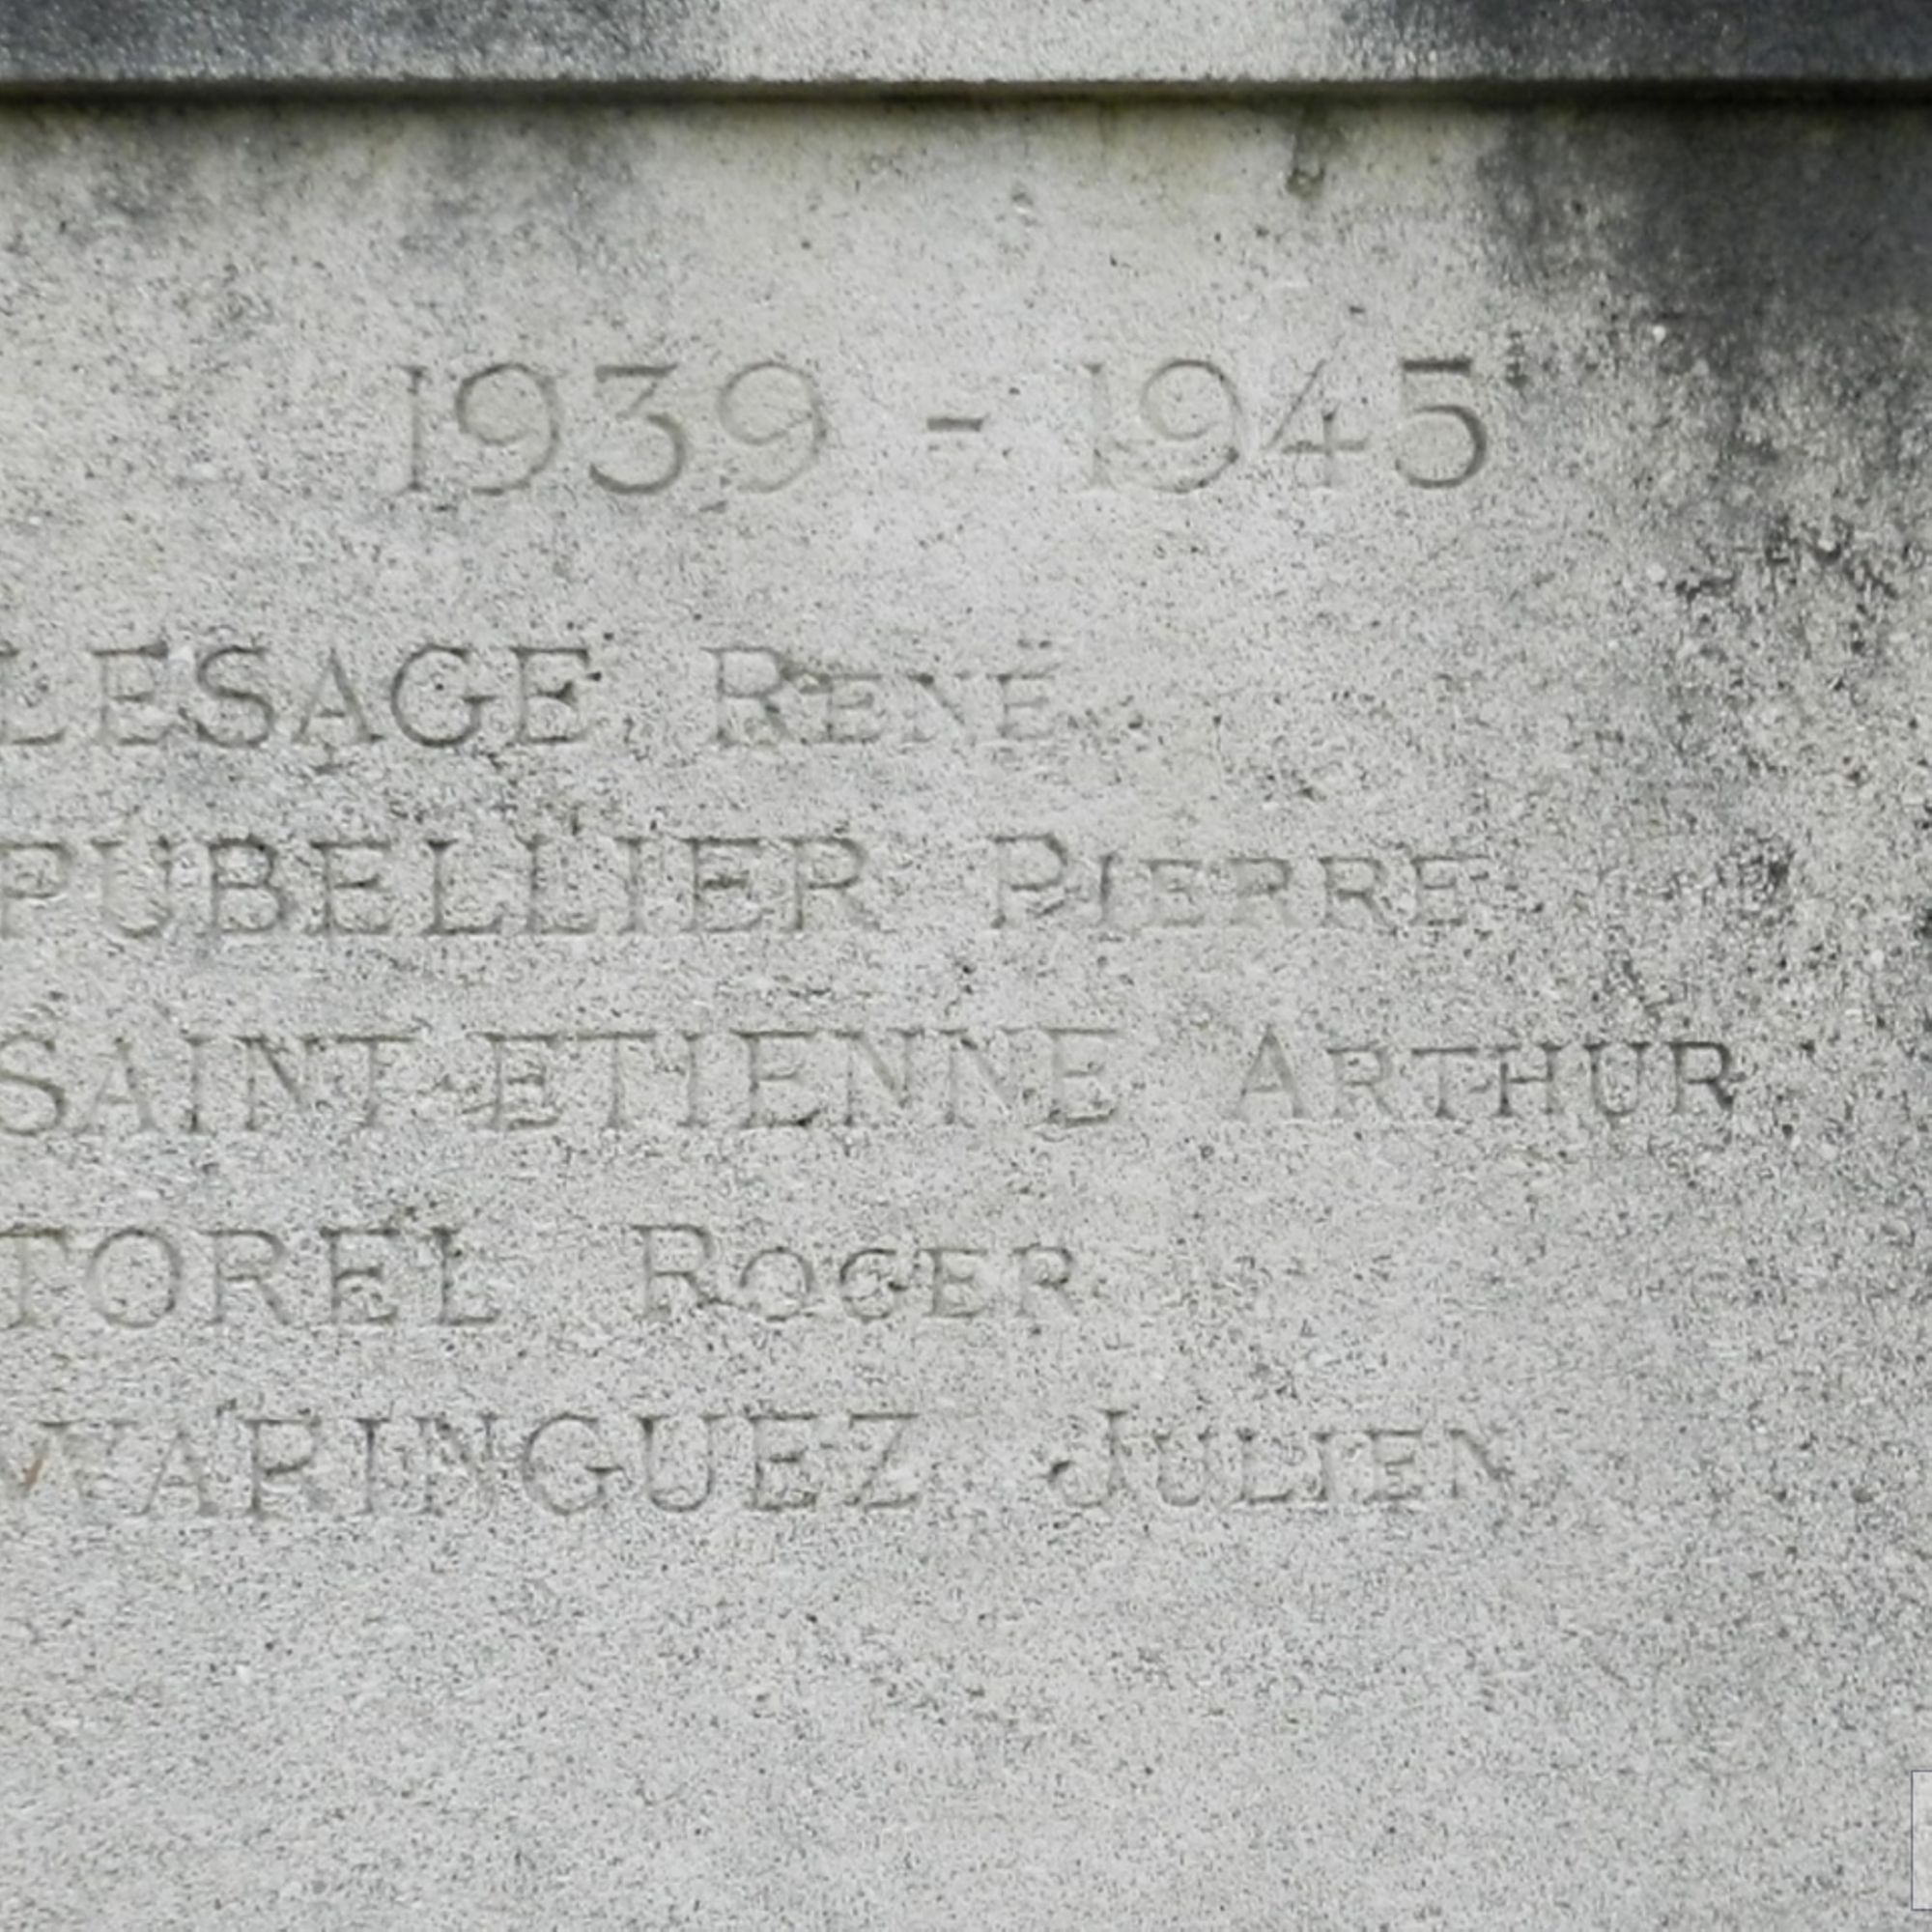 1939 - 1945
LESAGE RENÉ
PUBELLIER PIERRE
SAINT-ETIENNE ARTHUR
TOREL ROGER
WARINGUEZ JULIEN